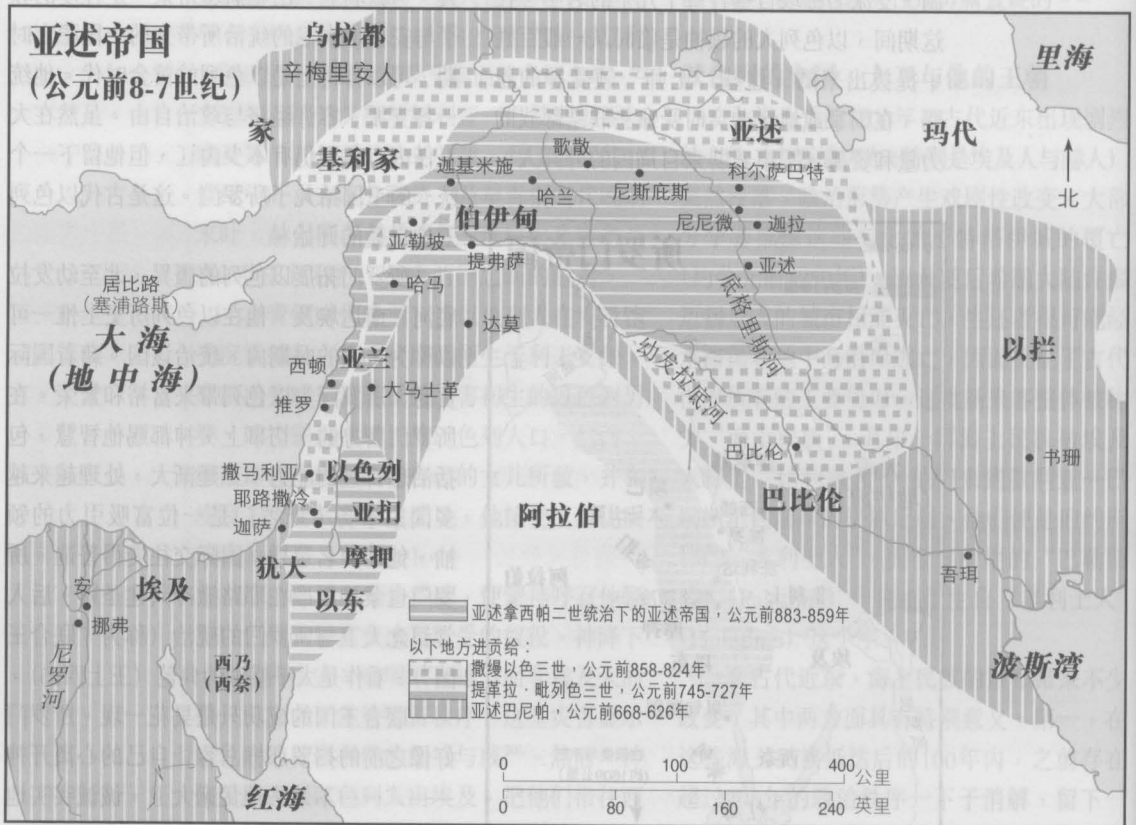 亚述帝国
(公元前8-7世纪)
乌拉都
辛梅里安人
里海
家
基利家
亚述
玛代
歌散
迦基米施
哈兰
尼斯庇斯
科尔萨巴特
北
伯伊甸
尼尼微
迦拉
亚勒坡
提弗萨
亚述
哈马
底格里斯河
居比路
(塞浦路斯)
达莫
大海
(地中海)
幼发拉底河
以拦
亚兰
西顿
大马士革
推罗
巴比伦
书珊
撒马利亚
以色列
巴比伦
耶路撒冷
亚扪
阿拉伯
迦萨
摩押
吾珥
犹大
安
埃及
以东
挪弗
亚述拿西帕二世统治下的亚述帝国，公元前883-859年
以下地方进贡给：
撒缦以色三世，公元前858-824年
提革拉·毗列色三世，公元前745-727年
亚述巴尼帕，公元前668-626年
尼罗河
西乃
(西奈)
波斯湾
红海
0 100 400 公里
0 80 160 240 英里